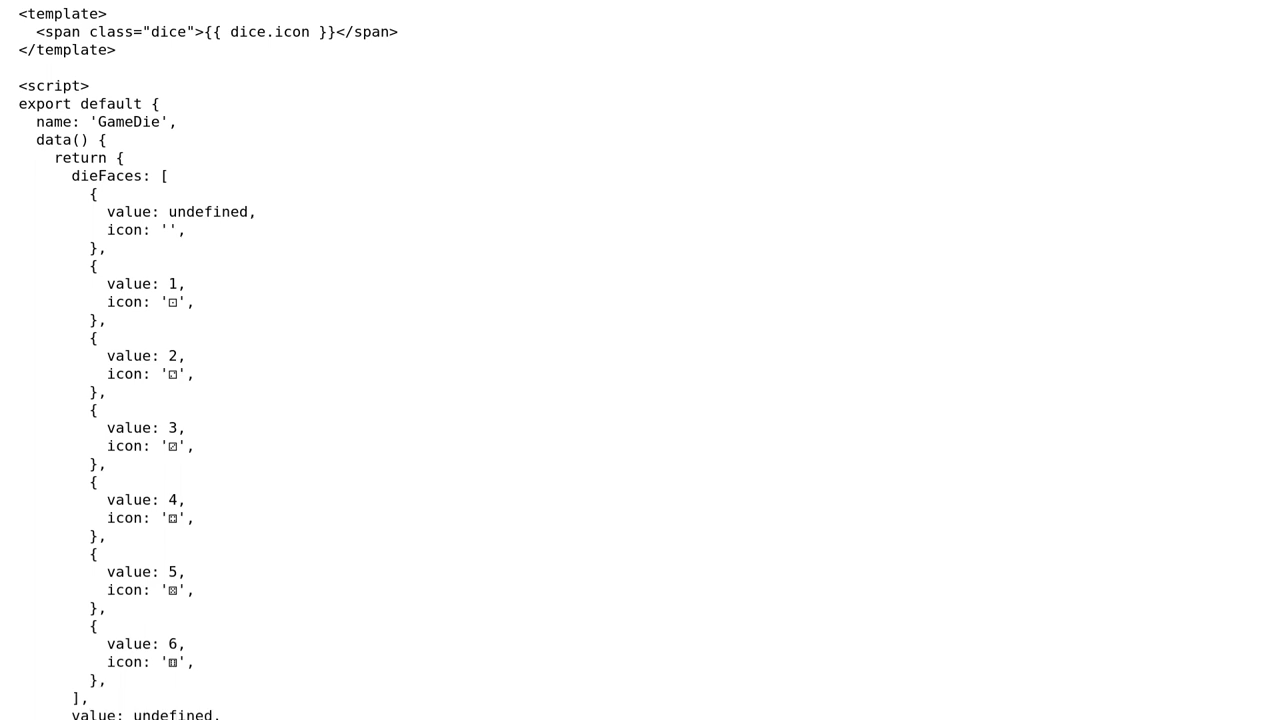 <template>
  <span class="dice">{{ dice.icon }}</span>
</template>

<script>
export default {
  name: 'GameDie',
  data() {
    return {
      dieFaces: [
        {
          value: undefined,
          icon: '',
        },
        {
          value: 1,
          icon: '⚀',
        },
        {
          value: 2,
          icon: '⚁',
        },
        {
          value: 3,
          icon: '⚂',
        },
        {
          value: 4,
          icon: '⚃',
        },
        {
          value: 5,
          icon: '⚄',
        },
        {
          value: 6,
          icon: '⚅',
        },
      ],
      value: undefined,